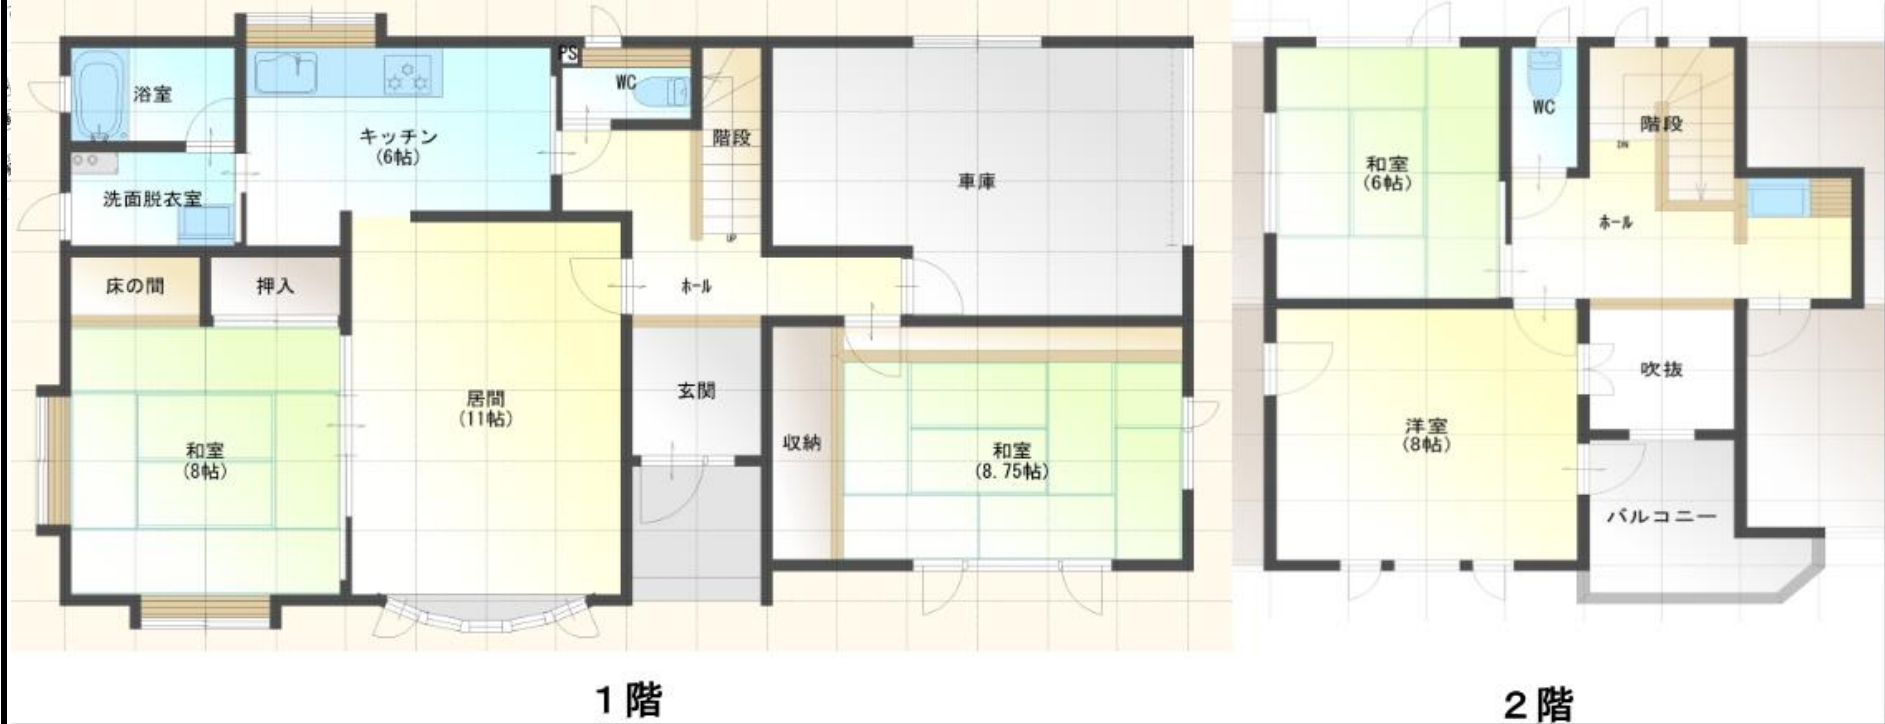 浴室
キッチン
(6帖)
PS
WC
階段
UP
車庫
洗面脱衣室
床の間
押入
ホール
居間
(11帖)
玄関
和室
(8帖)
収納
和室
(8.75帖)
1階
和室
(6帖)
WC
階段
DN
ホール
洋室
(8帖)
吹抜
バルコニー
2階